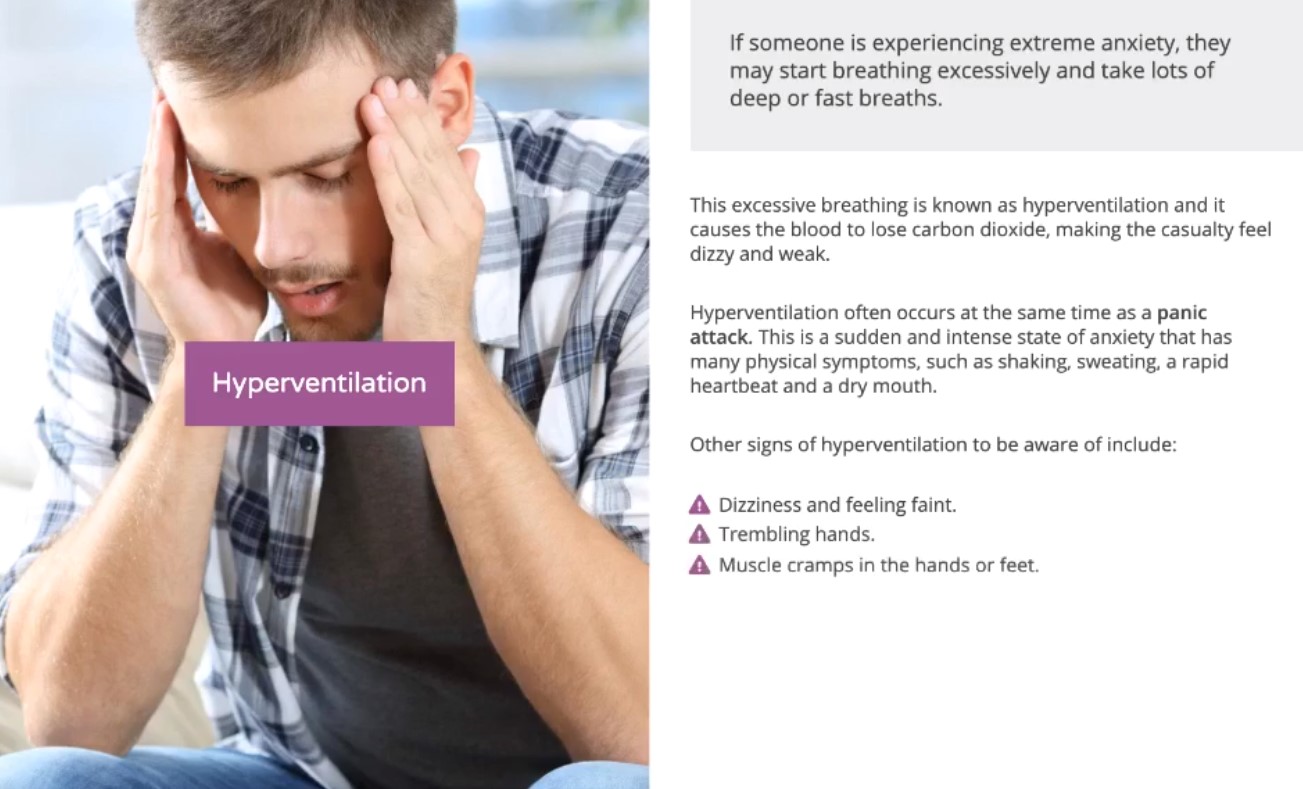 Hyperventilation
If someone is experiencing extreme anxiety, they
may start breathing excessively and take lots of
deep or fast breaths.
This excessive breathing is known as hyperventilation and it
causes the blood to lose carbon dioxide, making the casualty feel
dizzy and weak.
Hyperventilation often occurs at the same time as a panic
attack. This is a sudden and intense state of anxiety that has
many physical symptoms, such as shaking, sweating, a rapid
heartbeat and a dry mouth.
Other signs of hyperventilation to be aware of include:
Dizziness and feeling faint.
Trembling hands.
Muscle cramps in the hands or feet.